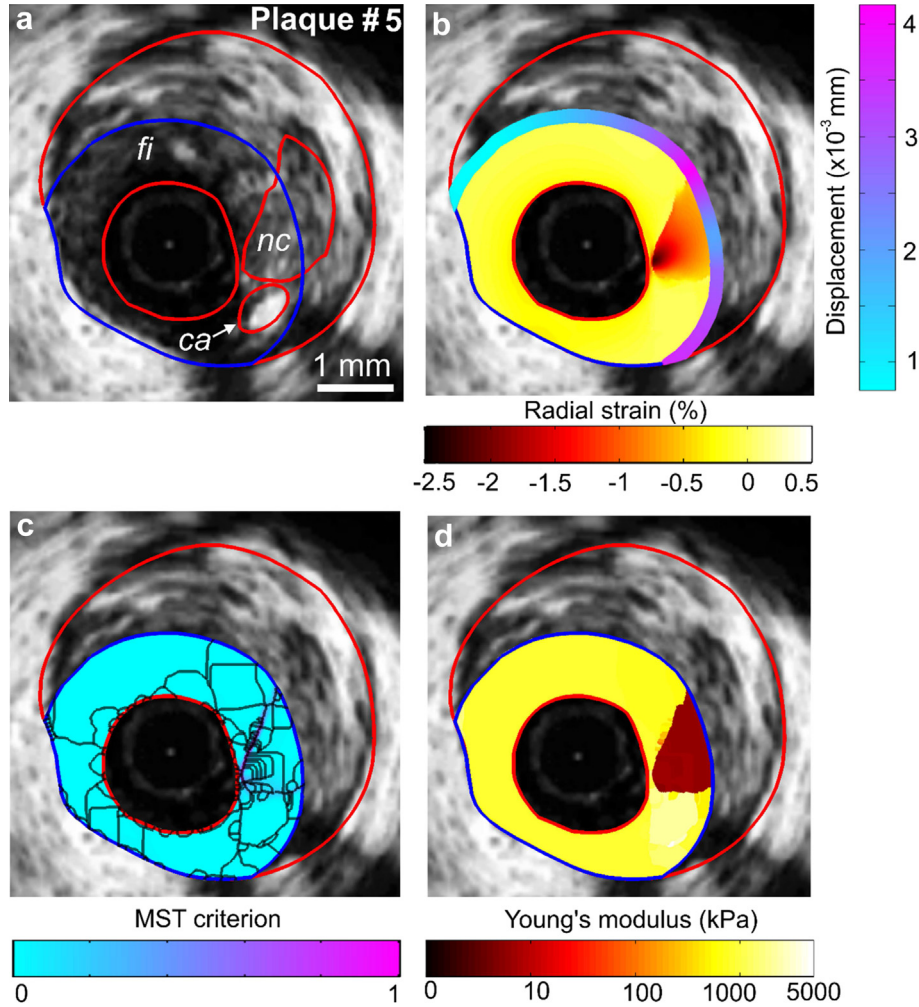 a
Plaque #5
fi
nc
ca
1 mm
b
Displacement (x10⁻³ mm)
4
3
2
1
Radial strain (%)
-2.5 -2 -1.5 -1 -0.5 0 0.5
c
MST criterion
0 1
d
Young's modulus (kPa)
0 10 100 1000 5000